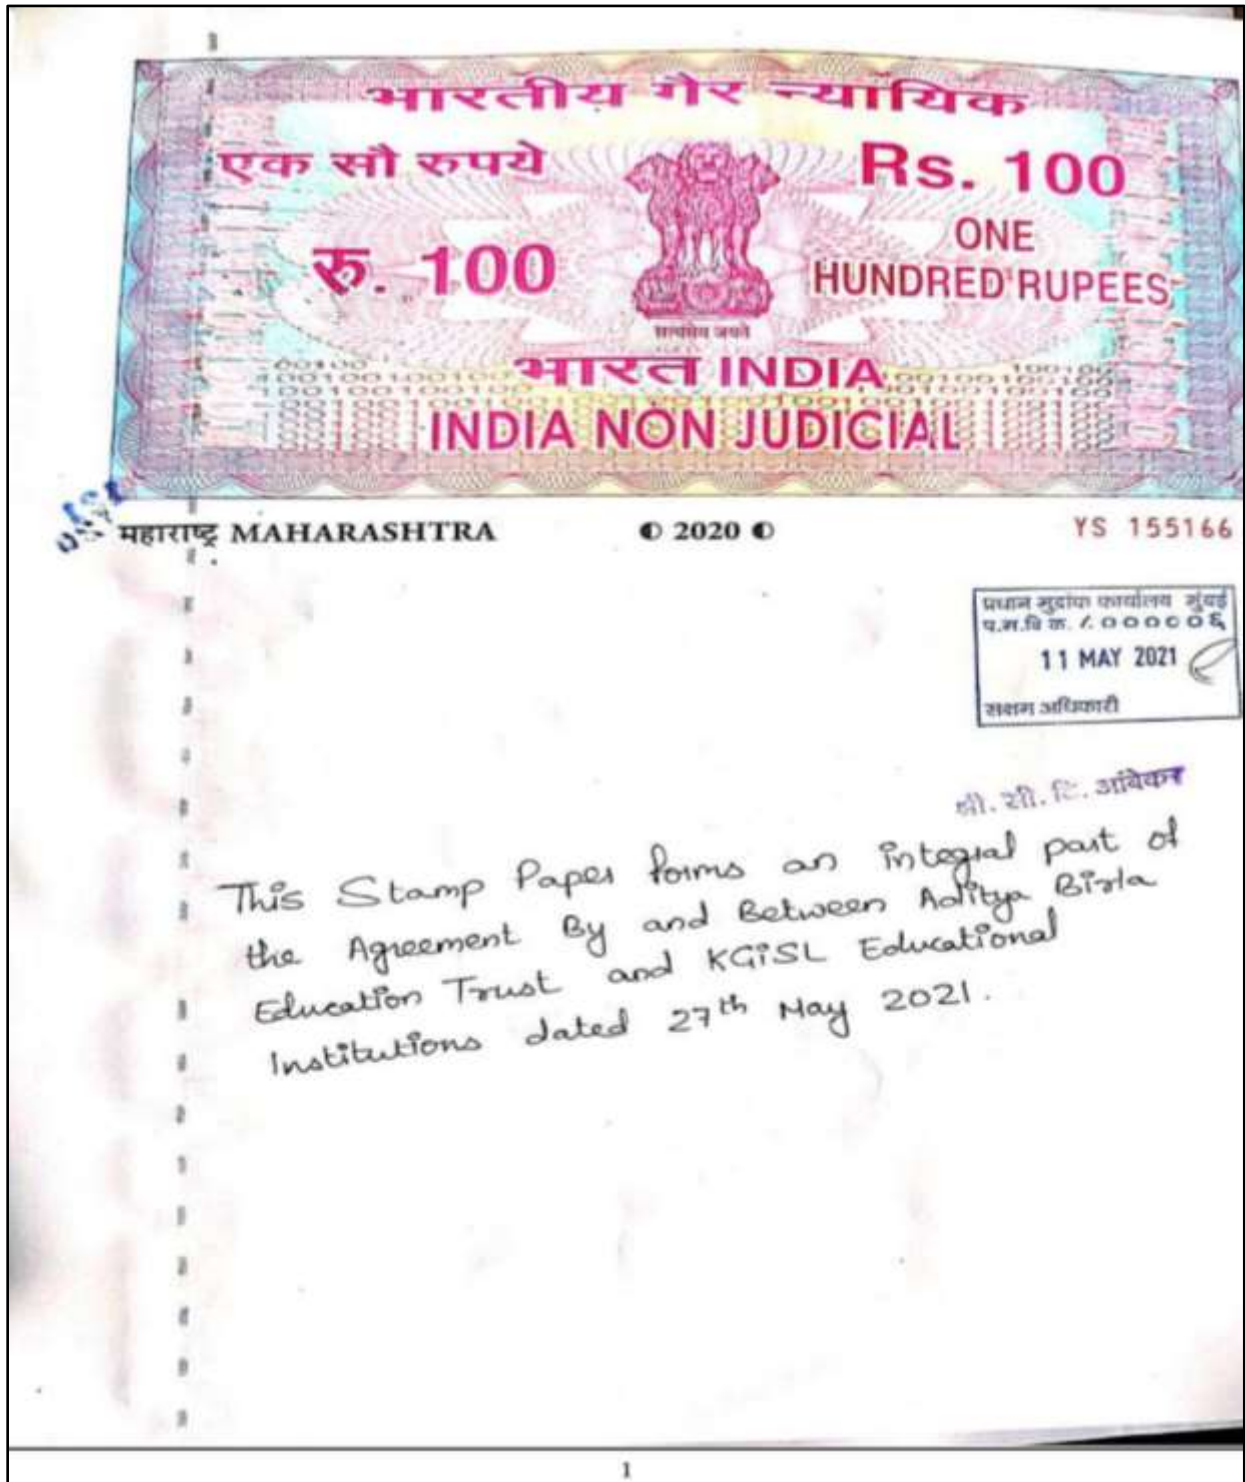 भारतीय गैर न्यायिक
एक सौ रुपये
Rs. 100
रु. 100
ONE
HUNDRED RUPEES
सत्यमेव जयते
भारत INDIA
INDIA NON JUDICIAL
महाराष्ट्र MAHARASHTRA
2020
YS 155166
प्रधान मुद्रांक कार्यालय मुंबई
प.मु.वि क. ८०००००६
11 MAY 2021
सक्षम अधिकारी
श्री. सी. टि. आंबेकर
This Stamp Paper forms an integral part of
the Agreement By and Between Aditya Birla
Education Trust and KGiSL Educational
Institutions dated 27th May 2021.
1